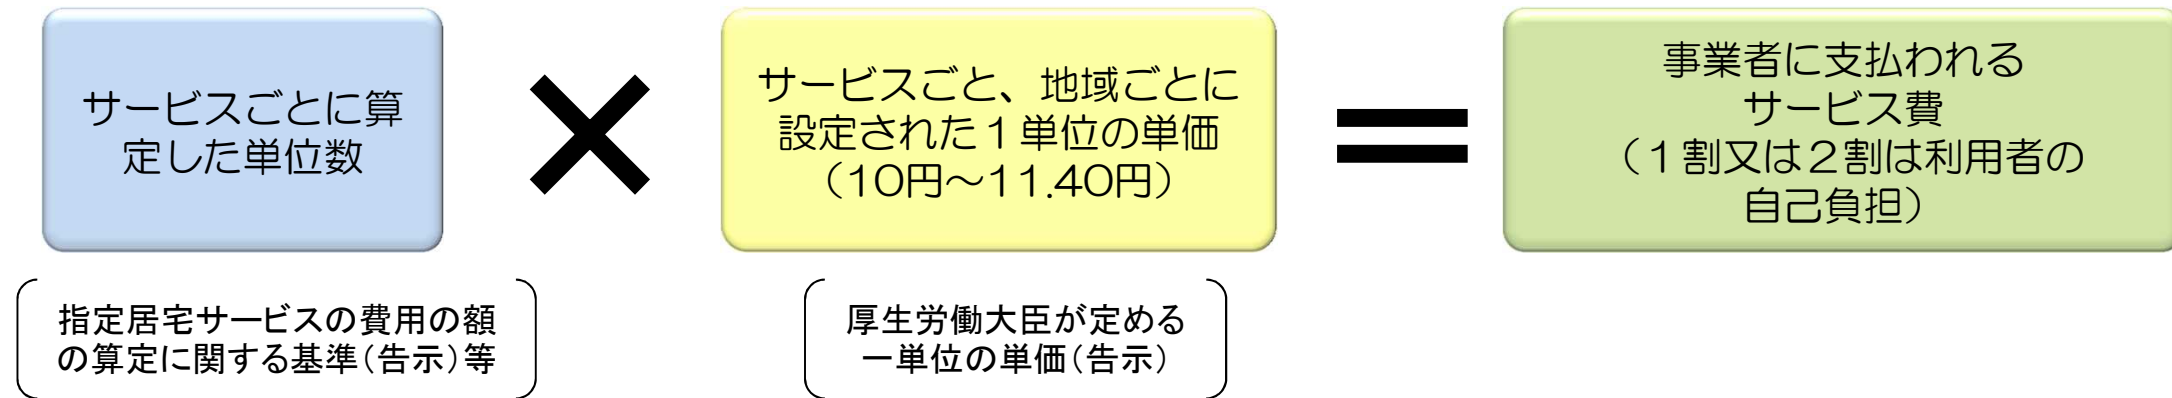 サービスごとに算
定した単位数
×
サービスごと、地域ごとに
設定された1単位の単価
（10円～11.40円）
＝
事業者に支払われる
サービス費
（1割又は2割は利用者の
自己負担）
指定居宅サービスの費用の額
の算定に関する基準（告示）等
厚生労働大臣が定める
一単位の単価（告示）